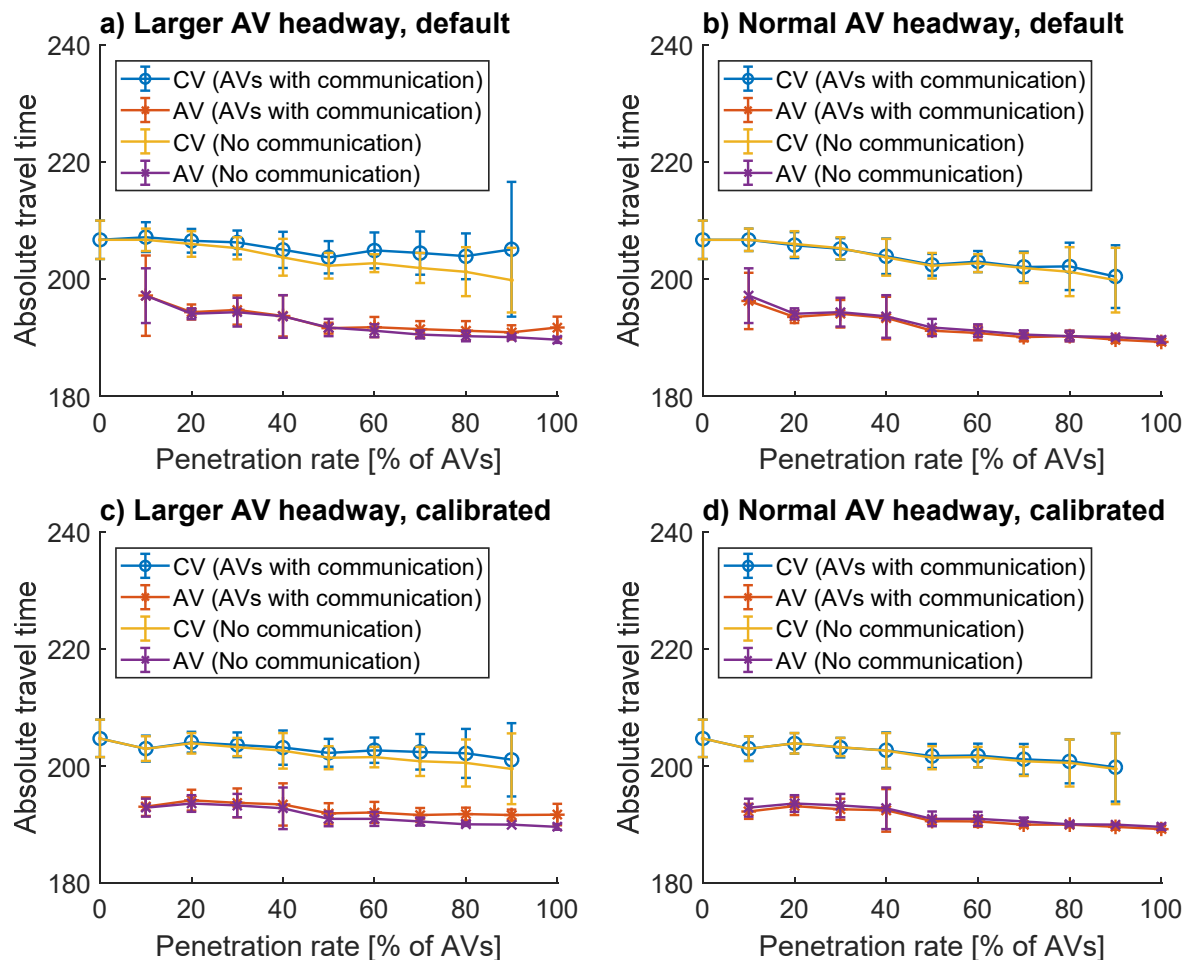 a) Larger AV headway, default
240
220
200
180
Absolute travel time
CV (AVs with communication)
AV (AVs with communication)
CV (No communication)
AV (No communication)
0 20 40 60 80 100
Penetration rate [% of AVs]
b) Normal AV headway, default
240
220
200
180
Absolute travel time
CV (AVs with communication)
AV (AVs with communication)
CV (No communication)
AV (No communication)
0 20 40 60 80 100
Penetration rate [% of AVs]
c) Larger AV headway, calibrated
240
220
200
180
Absolute travel time
CV (AVs with communication)
AV (AVs with communication)
CV (No communication)
AV (No communication)
0 20 40 60 80 100
Penetration rate [% of AVs]
d) Normal AV headway, calibrated
240
220
200
180
Absolute travel time
CV (AVs with communication)
AV (AVs with communication)
CV (No communication)
AV (No communication)
0 20 40 60 80 100
Penetration rate [% of AVs]